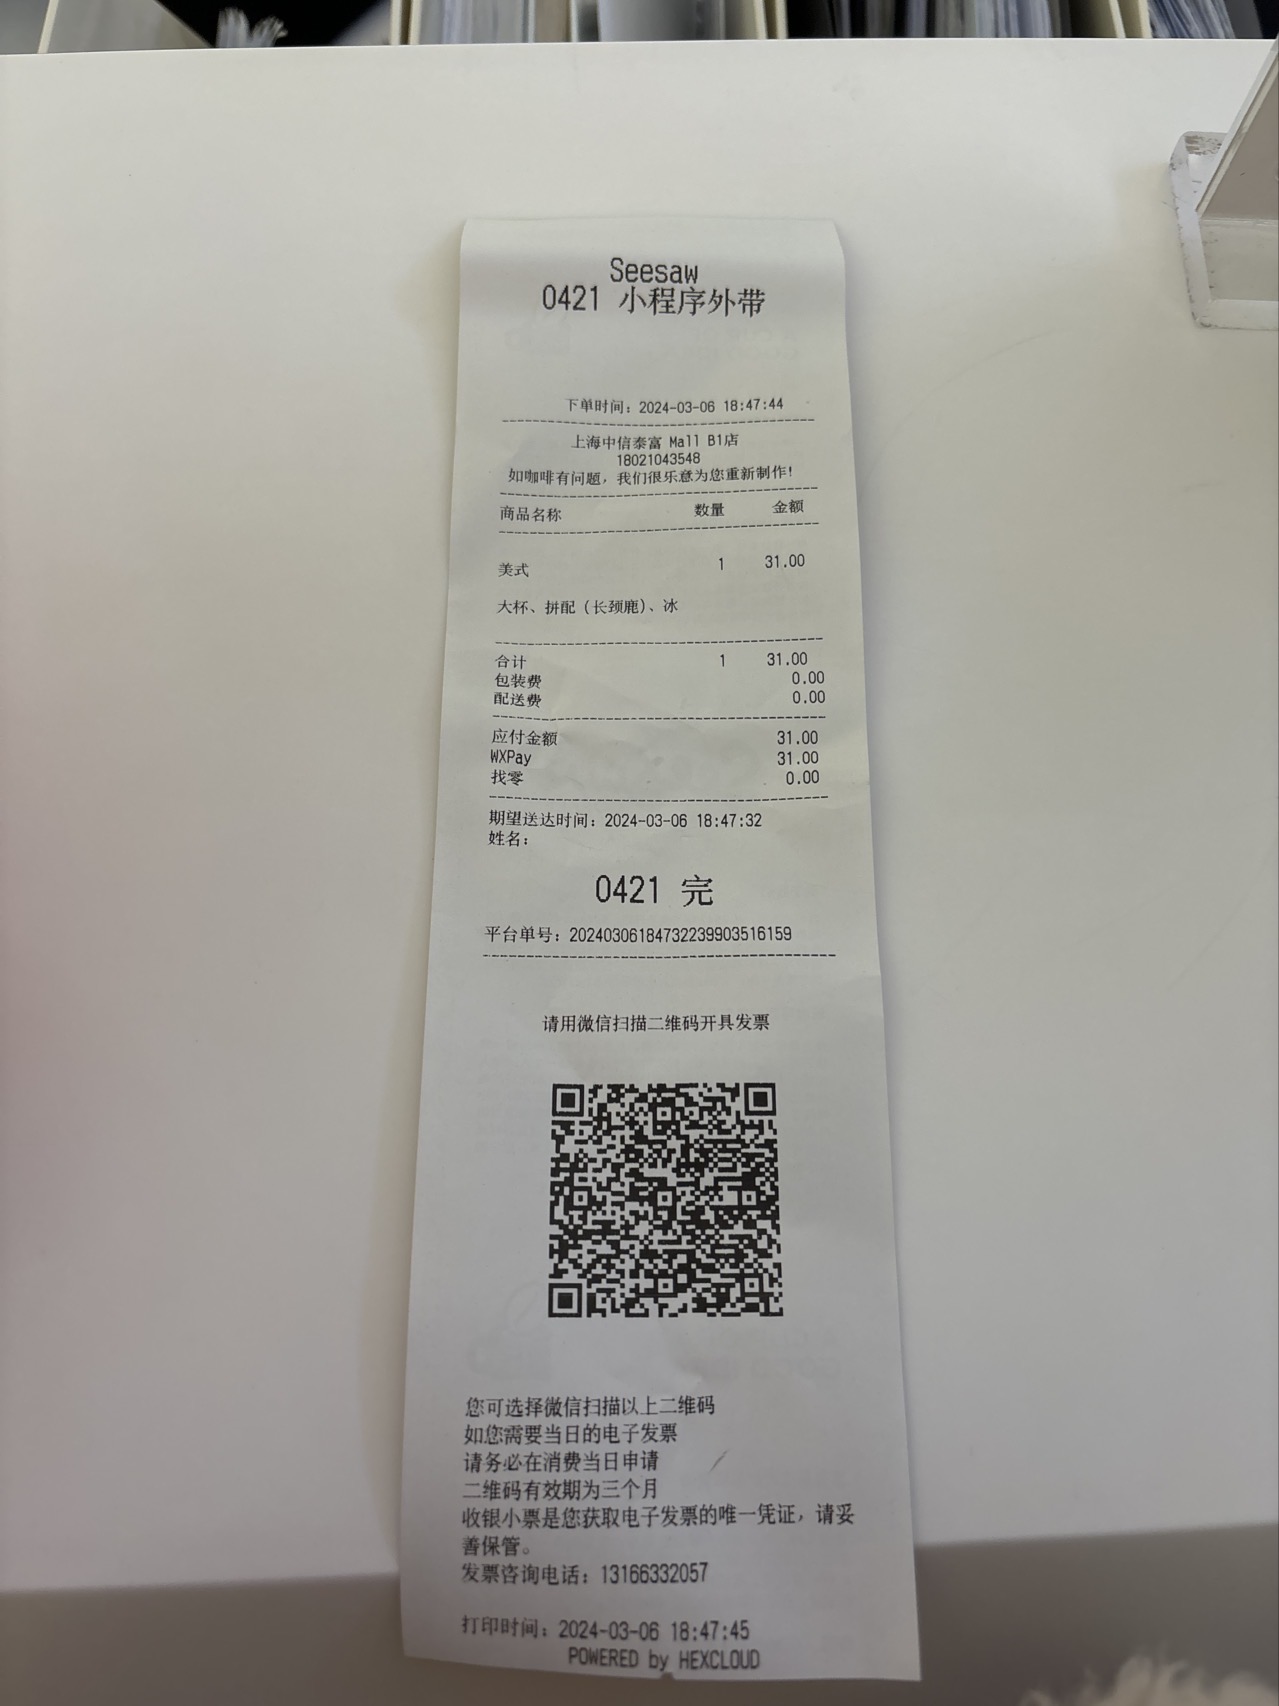 Seesaw
0421 小程序外带
下单时间：2024-03-06 18:47:44
上海中信泰富 Mall B1店
18021043548
如咖啡有问题，我们很乐意为您重新制作！
商品名称 数量 金额
美式 1 31.00
大杯、拼配（长颈鹿）、冰
合计 1 31.00
包装费 0.00
配送费 0.00
应付金额 31.00
WXPay 31.00
找零 0.00
期望送达时间：2024-03-06 18:47:32
姓名：
0421 完
平台单号：20240306184732239903516159
请用微信扫描二维码开具发票
您可选择微信扫描以上二维码
如您需要当日的电子发票
请务必在消费当日申请
二维码有效期为三个月
收银小票是您获取电子发票的唯一凭证，请妥
善保管。
发票咨询电话：13166332057
打印时间：2024-03-06 18:47:45
POWERED by HEXCLOUD